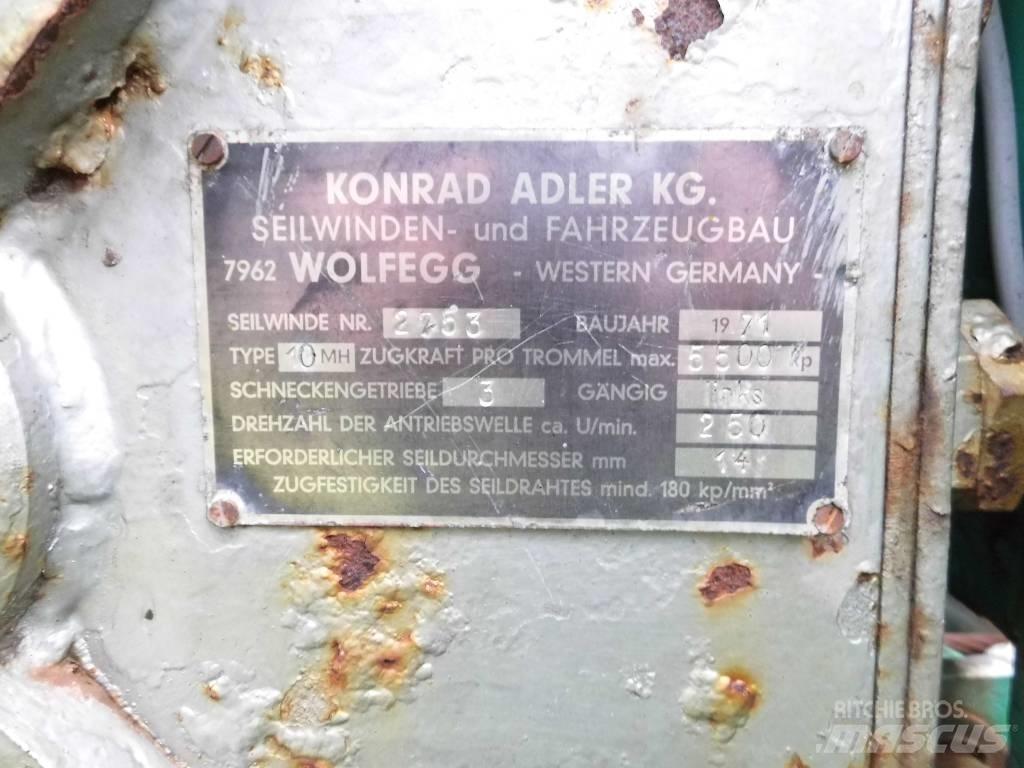 KONRAD ADLER KG.
SEILWINDEN- und FAHRZEUGBAU
7962 WOLFEGG - WESTERN GERMANY -
SEILWINDE NR. 2253 BAUJAHR 1971
TYPE 10 MH ZUGKRAFT PRO TROMMEL max. 5500 kp
SCHNECKENGETRIEBE 3 GÄNGIG links
DREHZAHL DER ANTRIEBSWELLE ca. U/min. 250
ERFORDERLICHER SEILDURCHMESSER mm 14
ZUGFESTIGKEIT DES SEILDRAHTES mind. 180 kp/mm²
RITCHIE BROS.
MASCUS